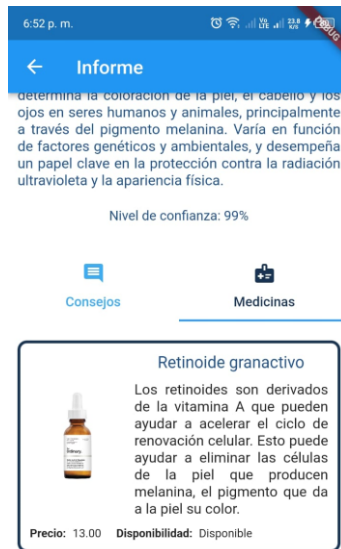 6:52 p. m.
Informe
determina la coloración de la piel, el cabello y los
ojos en seres humanos y animales, principalmente
a través del pigmento melanina. Varía en función
de factores genéticos y ambientales, y desempeña
un papel clave en la protección contra la radiación
ultravioleta y la apariencia física.
Nivel de confianza: 99%
Consejos Medicinas
Retinoide granactivo
Los retinoides son derivados
de la vitamina A que pueden
ayudar a acelerar el ciclo de
renovación celular. Esto puede
ayudar a eliminar las células
de la piel que producen
melanina, el pigmento que da
a la piel su color.
Precio: 13.00 Disponibilidad: Disponible